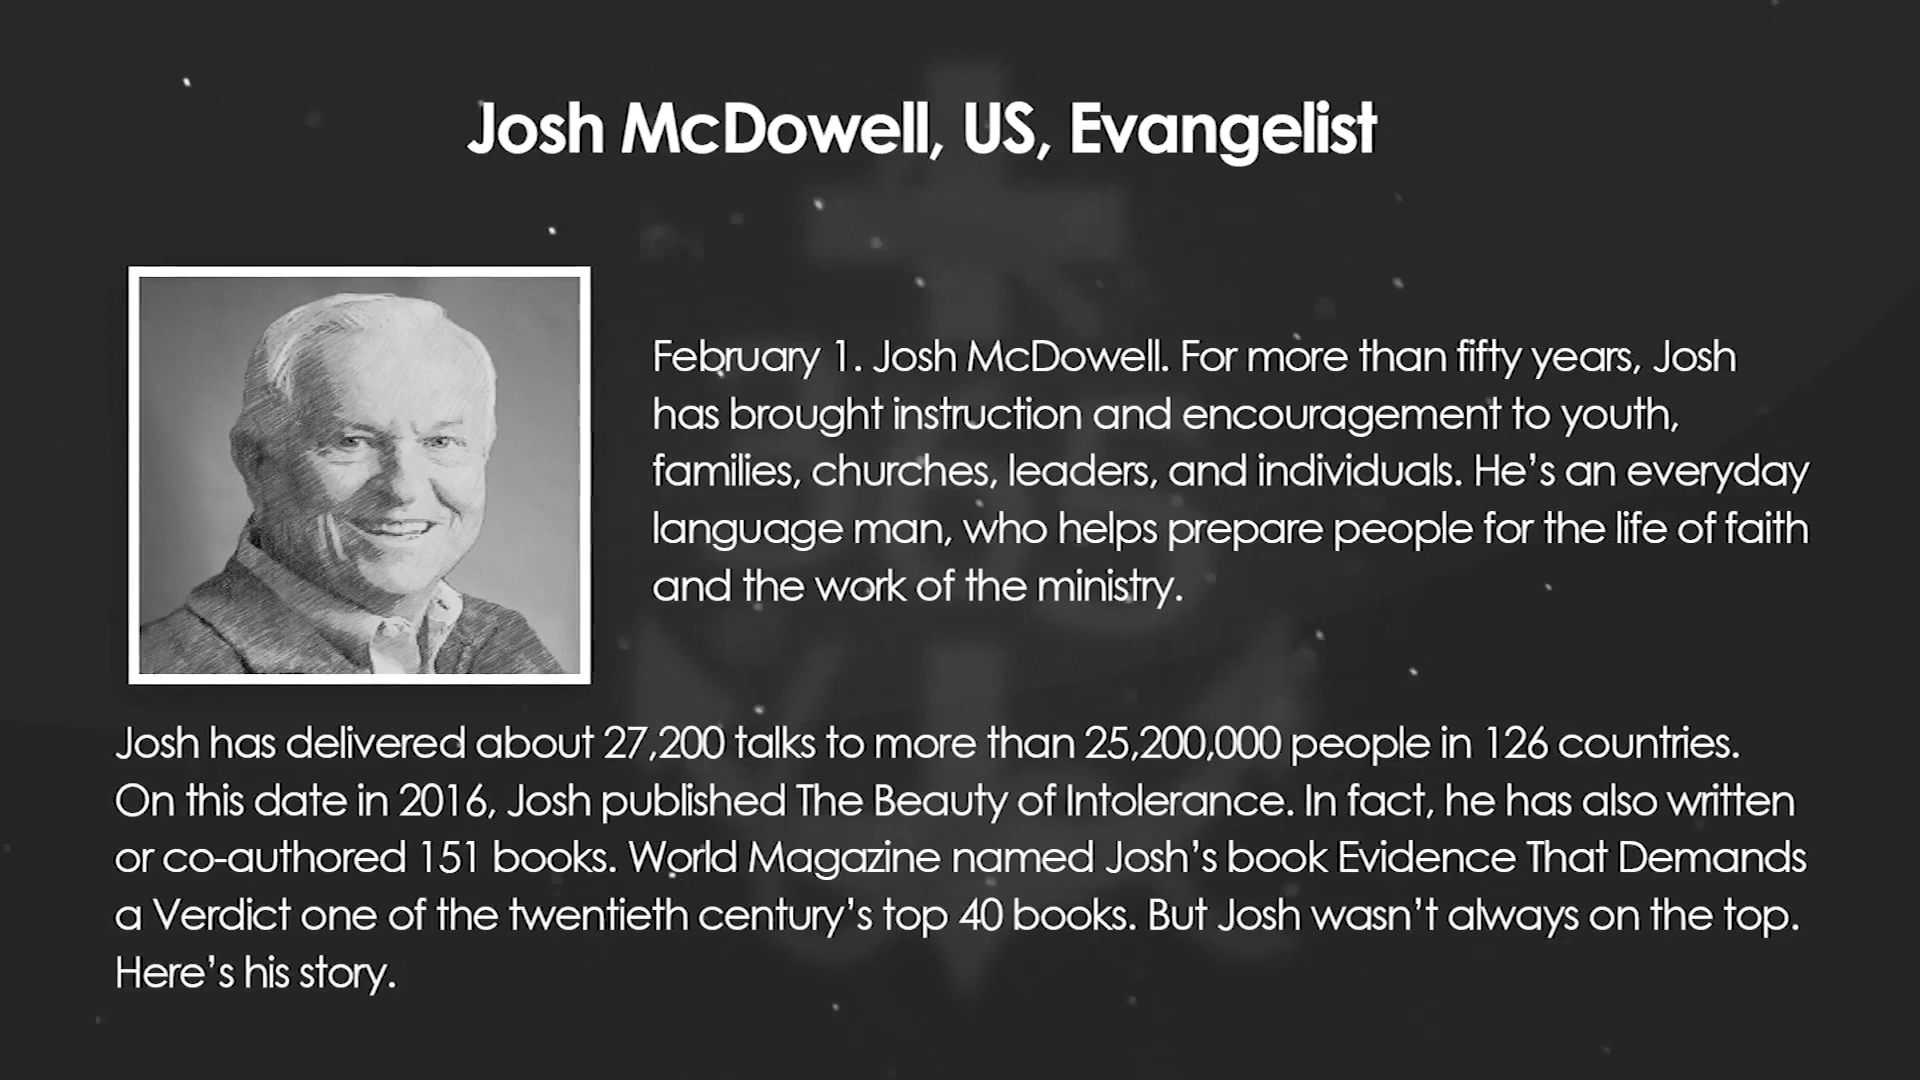 Josh McDowell, US, Evangelist
February 1. Josh McDowell. For more than fifty years, Josh
has brought instruction and encouragement to youth,
families, churches, leaders, and individuals. He's an everyday
language man, who helps prepare people for the life of faith
and the work of the ministry.
Josh has delivered about 27,200 talks to more than 25,200,000 people in 126 countries.
On this date in 2016, Josh published The Beauty of Intolerance. In fact, he has also written
or co-authored 151 books. World Magazine named Josh's book Evidence That Demands
a Verdict one of the twentieth century's top 40 books. But Josh wasn't always on the top.
Here's his story.